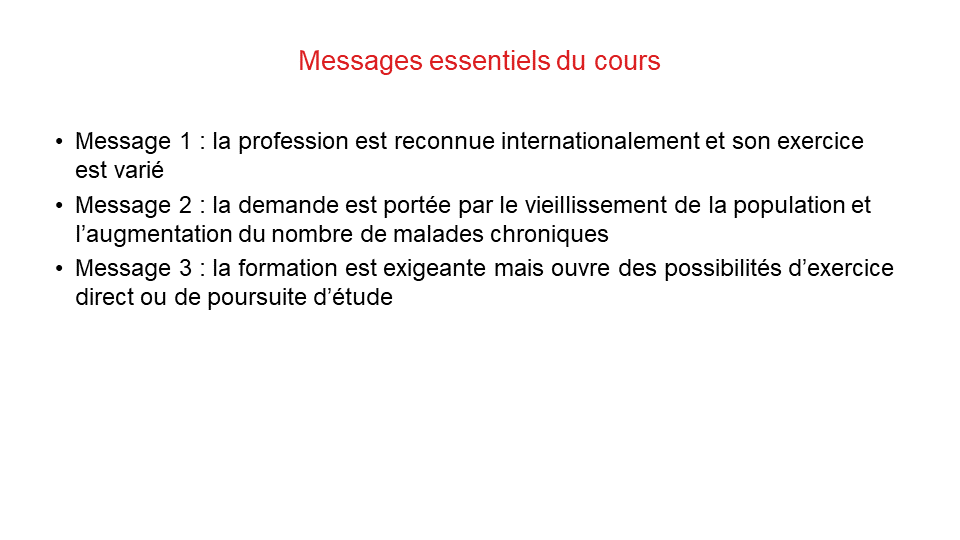 Messages essentiels du cours
• Message 1 : la profession est reconnue internationalement et son exercice
est varié
• Message 2 : la demande est portée par le vieillissement de la population et
l’augmentation du nombre de malades chroniques
• Message 3 : la formation est exigeante mais ouvre des possibilités d’exercice
direct ou de poursuite d’étude